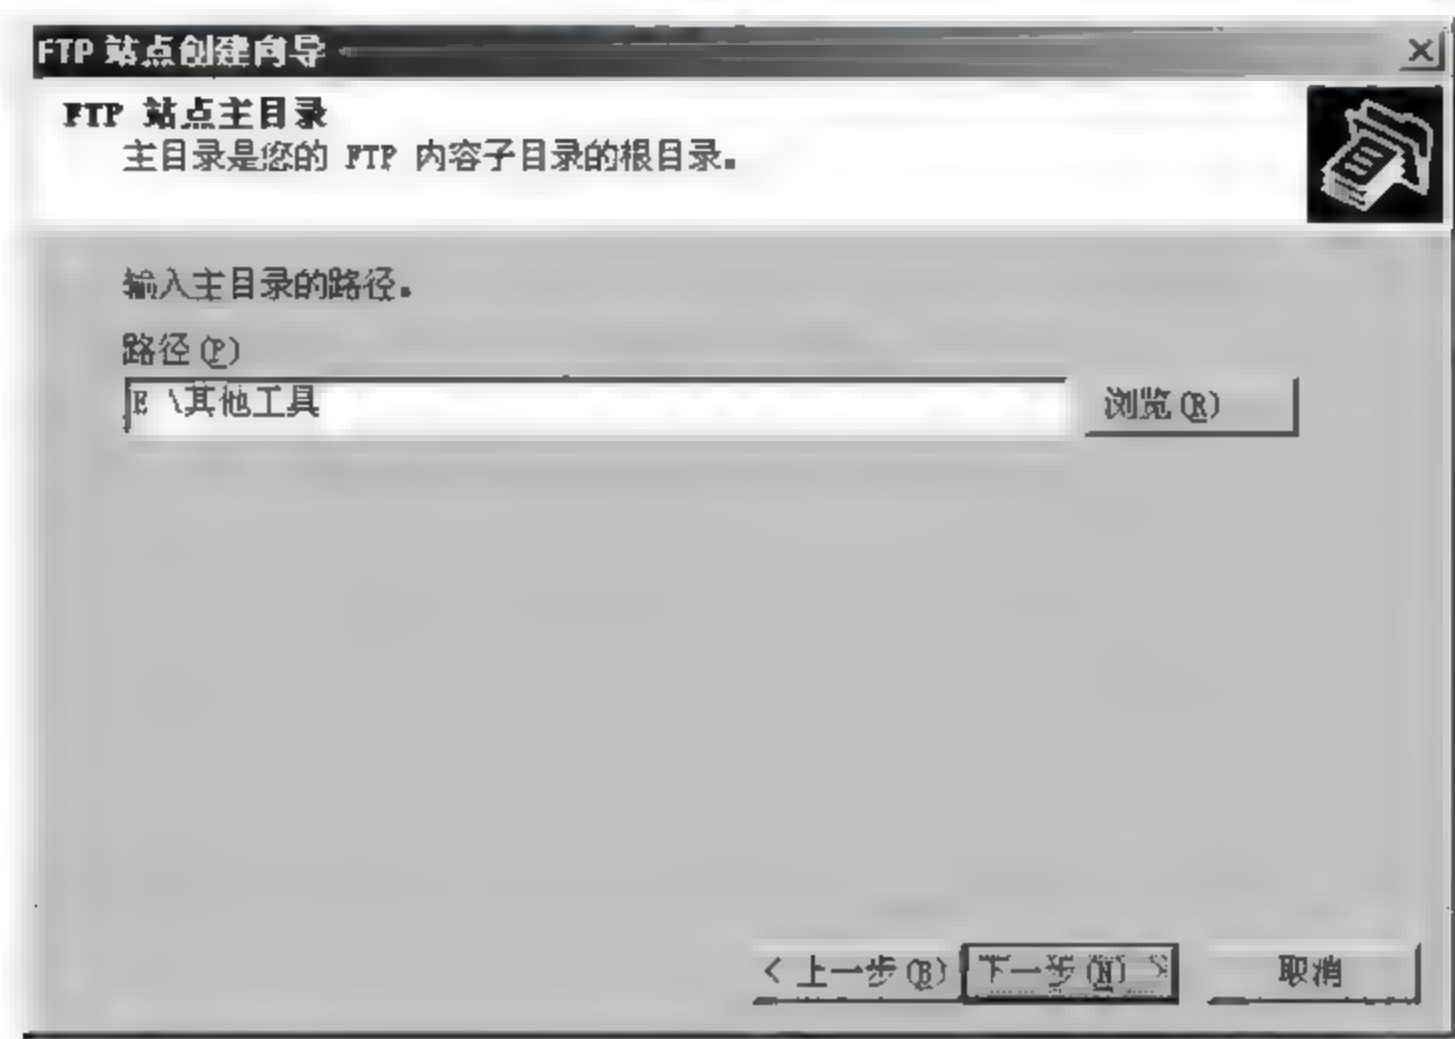 FTP 站点创建向导
FTP 站点主目录
主目录是您的 FTP 内容子目录的根目录。
输入主目录的路径。
路径(P)
E \其他工具
浏览(R)
< 上一步(B) 下一步(N) > 取消